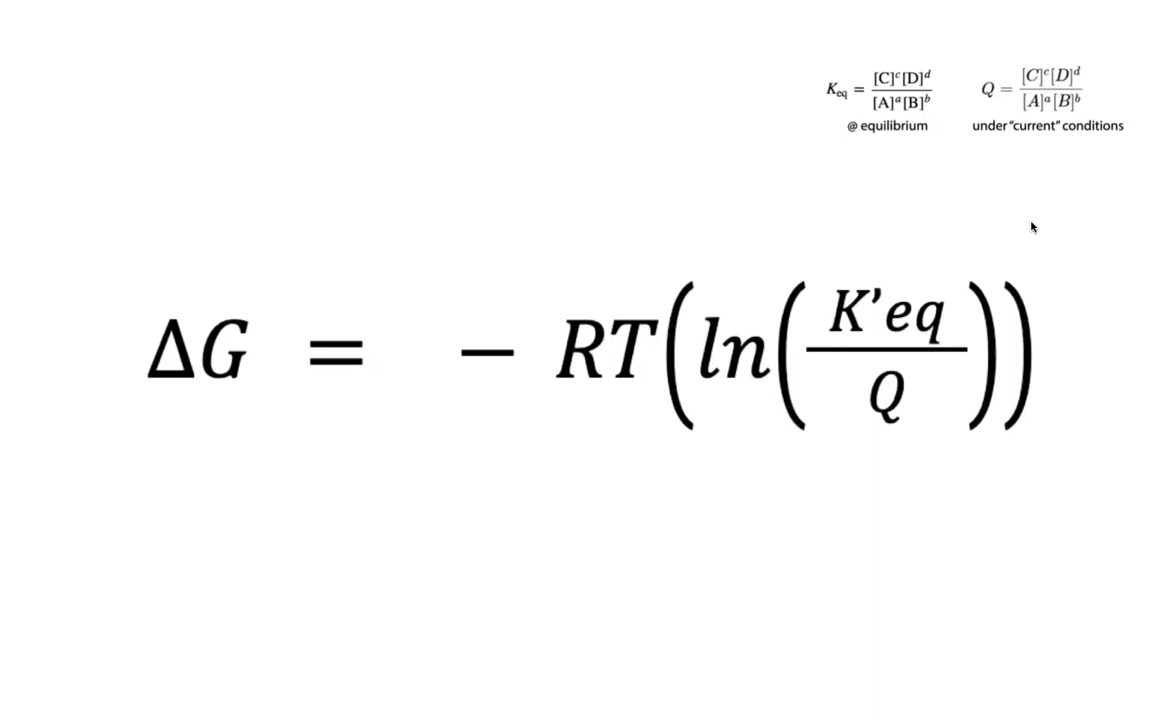 K_eq = [C]^c[D]^d / [A]^a[B]^b
@ equilibrium
Q = [C]^c[D]^d / [A]^a[B]^b
under “current” conditions
ΔG = − RT(ln(K’eq / Q))